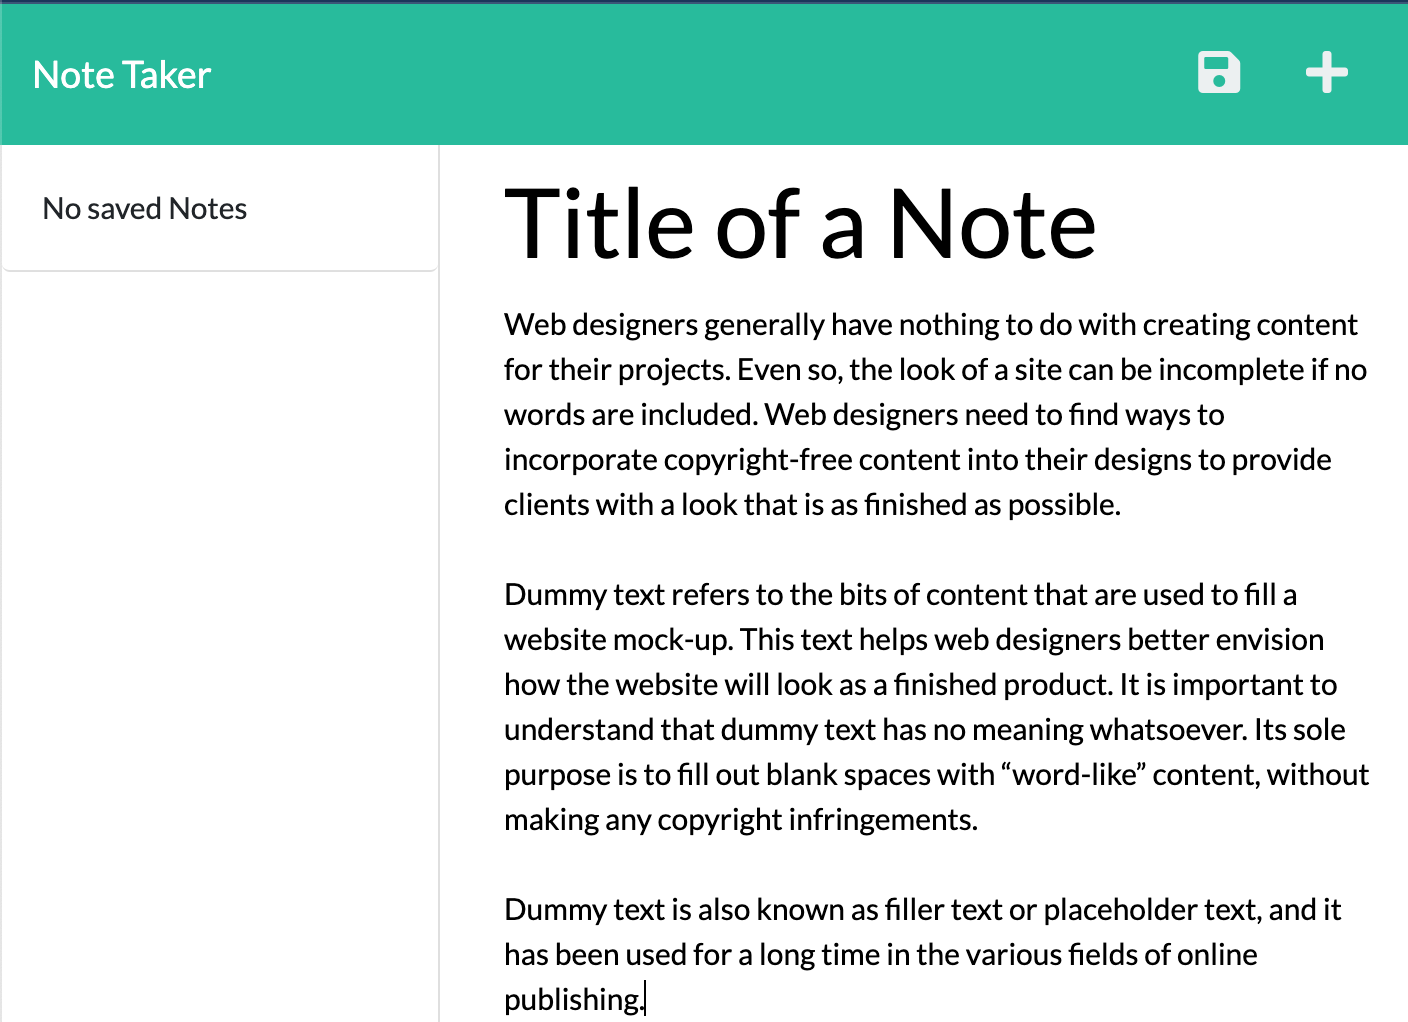 Note Taker
No saved Notes
Title of a Note
Web designers generally have nothing to do with creating content
for their projects. Even so, the look of a site can be incomplete if no
words are included. Web designers need to find ways to
incorporate copyright-free content into their designs to provide
clients with a look that is as finished as possible.
Dummy text refers to the bits of content that are used to fill a
website mock-up. This text helps web designers better envision
how the website will look as a finished product. It is important to
understand that dummy text has no meaning whatsoever. Its sole
purpose is to fill out blank spaces with “word-like” content, without
making any copyright infringements.
Dummy text is also known as filler text or placeholder text, and it
has been used for a long time in the various fields of online
publishing.